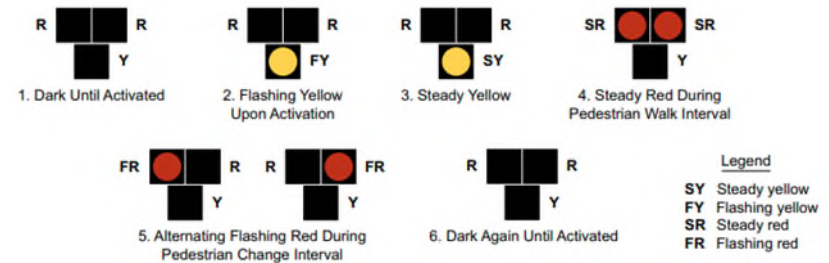 R R
Y
1. Dark Until Activated
R R
FY
2. Flashing Yellow
Upon Activation
R R
SY
3. Steady Yellow
SR SR
Y
4. Steady Red During
Pedestrian Walk Interval
FR R
Y
R FR
Y
5. Alternating Flashing Red During
Pedestrian Change Interval
R R
Y
6. Dark Again Until Activated
Legend
SY Steady yellow
FY Flashing yellow
SR Steady red
FR Flashing red